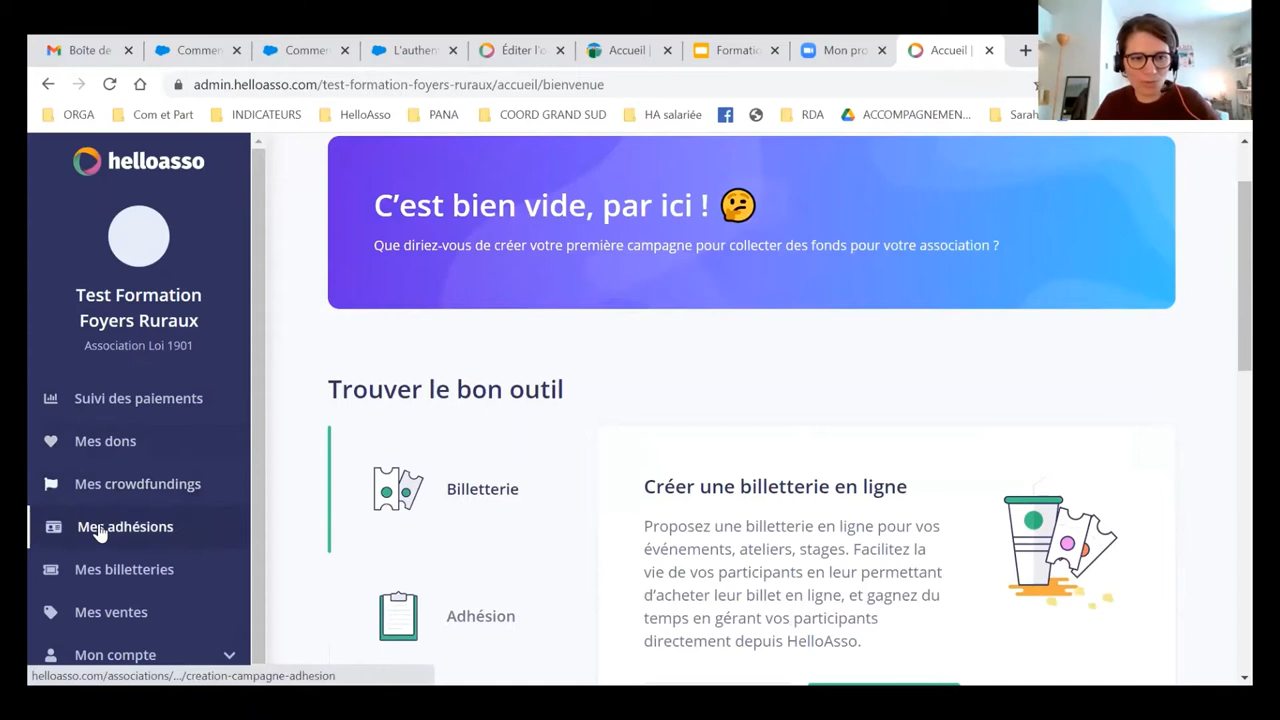 Boîte de
Commen
Commen
L'authen
Éditer l'o
Accueil |
Formatio
Mon pro
Accueil |
admin.helloasso.com/test-formation-foyers-ruraux/accueil/bienvenue
ORGA
Com et Part
INDICATEURS
HelloAsso
PANA
COORD GRAND SUD
HA salariée
RDA
ACCOMPAGNEMEN...
Sarah
helloasso
Test Formation
Foyers Ruraux
Association Loi 1901
Suivi des paiements
Mes dons
Mes crowdfundings
Mes adhésions
Mes billetteries
Mes ventes
Mon compte
helloasso.com/associations/.../creation-campagne-adhesion
C'est bien vide, par ici !
Que diriez-vous de créer votre première campagne pour collecter des fonds pour votre association ?
Trouver le bon outil
Billetterie
Adhésion
Créer une billetterie en ligne
Proposez une billetterie en ligne pour vos
événements, ateliers, stages. Facilitez la
vie de vos participants en leur permettant
d'acheter leur billet en ligne, et gagnez du
temps en gérant vos participants
directement depuis HelloAsso.